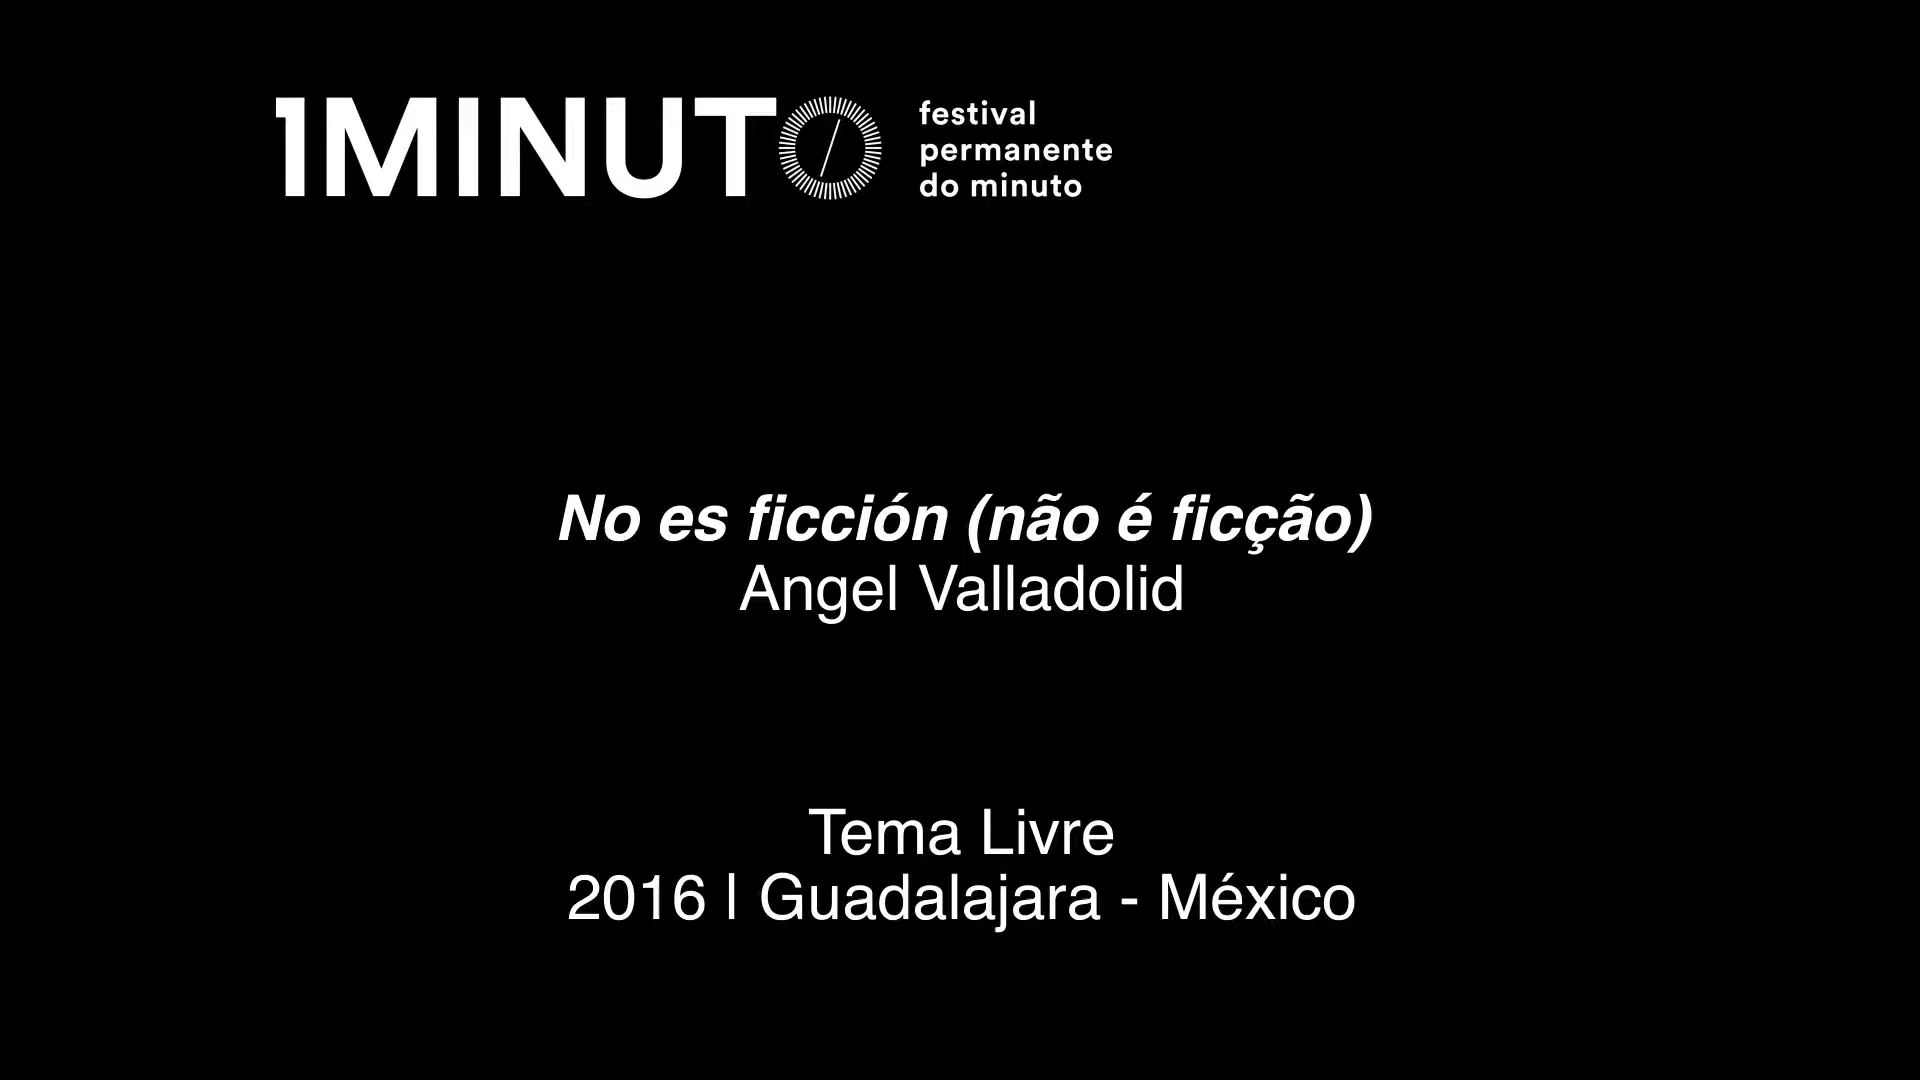 1MINUTO
festival
permanente
do minuto
No es ficción (não é ficção)
Angel Valladolid
Tema Livre
2016 | Guadalajara - México